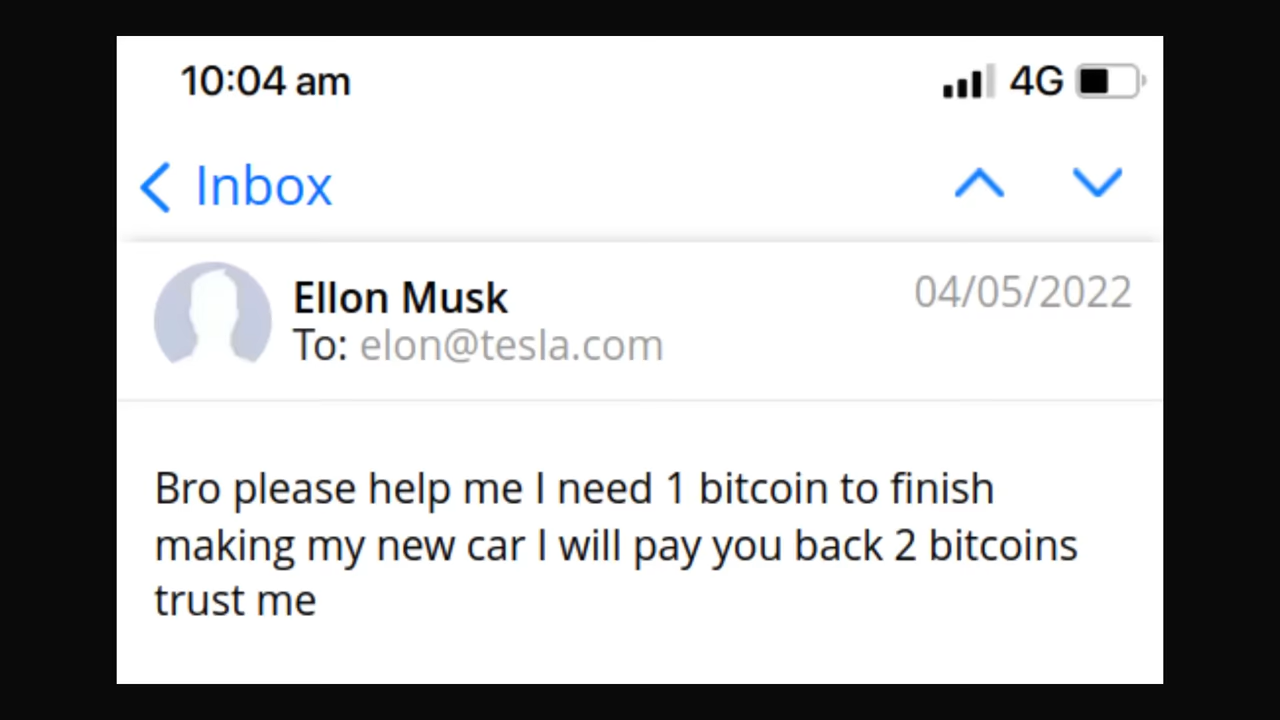 10:04 am 4G
Inbox
Ellon Musk 04/05/2022
To: elon@tesla.com
Bro please help me I need 1 bitcoin to finish
making my new car I will pay you back 2 bitcoins
trust me